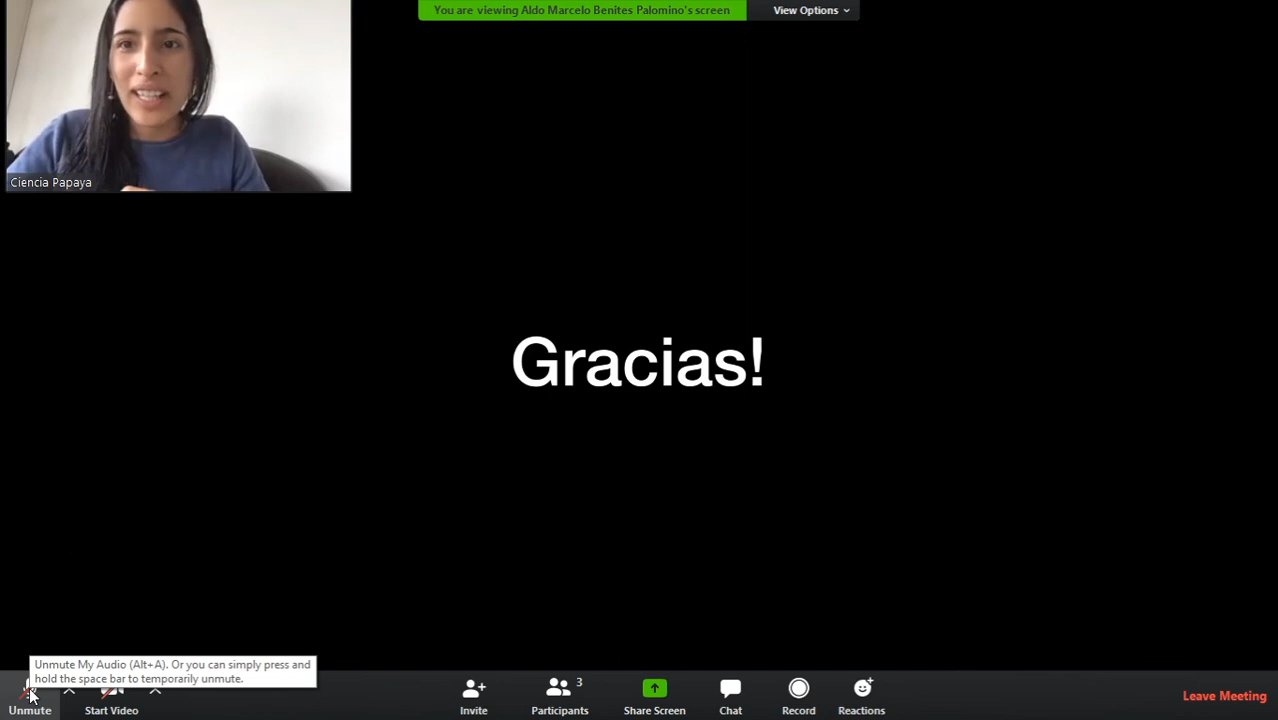 You are viewing Aldo Marcelo Benites Palomino's screen
View Options
Ciencia Papaya
Gracias!
Unmute My Audio (Alt+A). Or you can simply press and
hold the space bar to temporarily unmute.
3
Unmute
Start Video
Invite
Participants
Share Screen
Chat
Record
Reactions
Leave Meeting